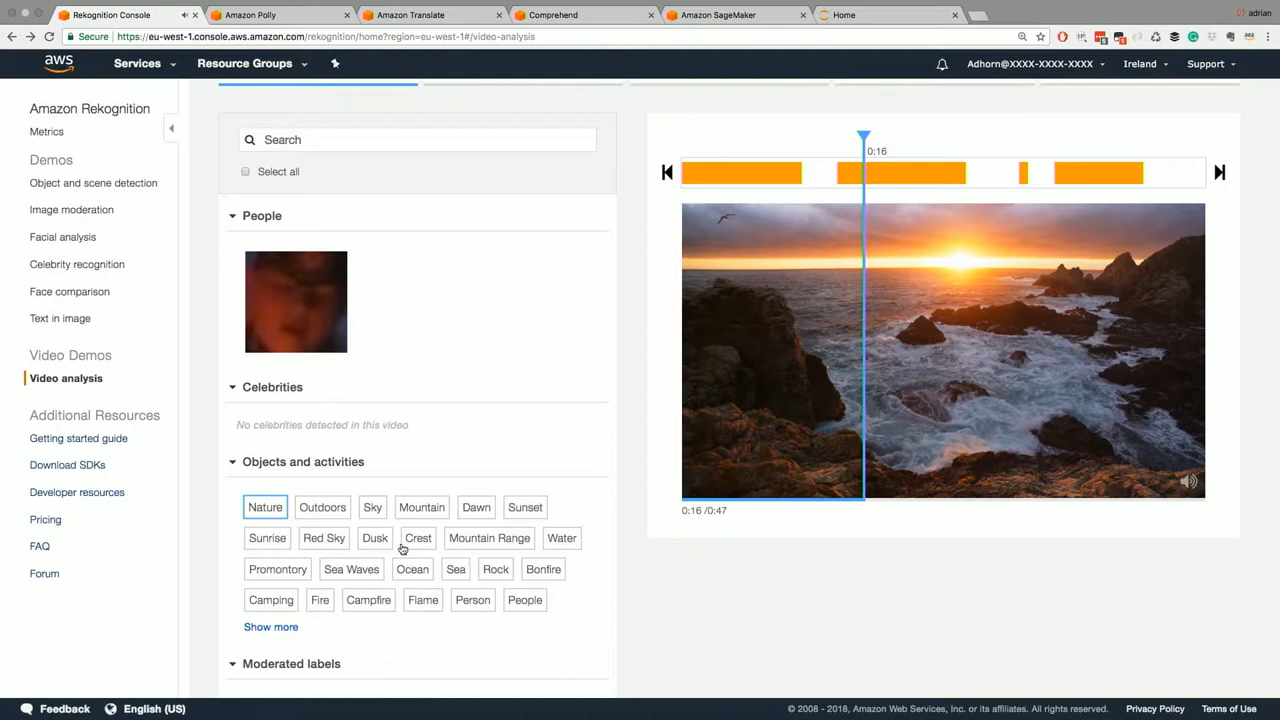 Rekognition Console
Amazon Polly
Amazon Translate
Comprehend
Amazon SageMaker
Home
adrian
Secure
https://eu-west-1.console.aws.amazon.com/rekognition/home?region=eu-west-1#/video-analysis
aws
Services
Resource Groups
Adhorn@XXXX-XXXX-XXXX
Ireland
Support
Amazon Rekognition
Metrics
Demos
Object and scene detection
Image moderation
Facial analysis
Celebrity recognition
Face comparison
Text in image
Video Demos
Video analysis
Additional Resources
Getting started guide
Download SDKs
Developer resources
Pricing
FAQ
Forum
Search
Select all
People
Celebrities
No celebrities detected in this video
Objects and activities
Nature Outdoors Sky Mountain Dawn Sunset
Sunrise Red Sky Dusk Crest Mountain Range Water
Promontory Sea Waves Ocean Sea Rock Bonfire
Camping Fire Campfire Flame Person People
Show more
Moderated labels
0:16
0:16 /0:47
Feedback
English (US)
© 2008 - 2018, Amazon Web Services, Inc. or its affiliates. All rights reserved.
Privacy Policy
Terms of Use